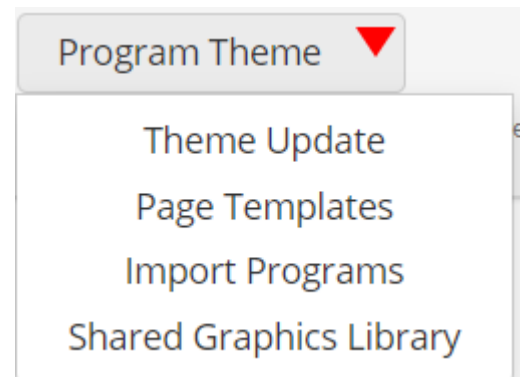 Program Theme
Theme Update
Page Templates
Import Programs
Shared Graphics Library